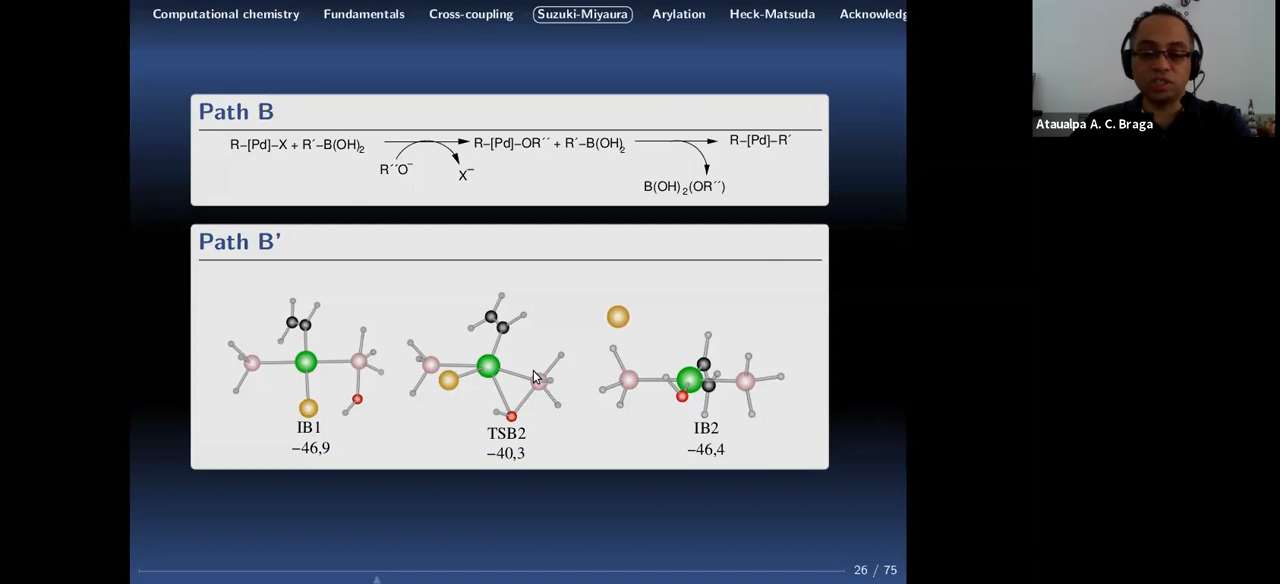 Computational chemistry Fundamentals Cross-coupling Suzuki-Miyaura Arylation Heck-Matsuda Acknowledg
Ataualpa A. C. Braga
Path B
R–[Pd]–X + R´–B(OH)2 R–[Pd]–OR´´ + R´–B(OH)2 R–[Pd]–R´
R´´O– X–
B(OH)2(OR´´)
Path B'
IB1 TSB2 IB2
−46,9 −40,3 −46,4
26 / 75